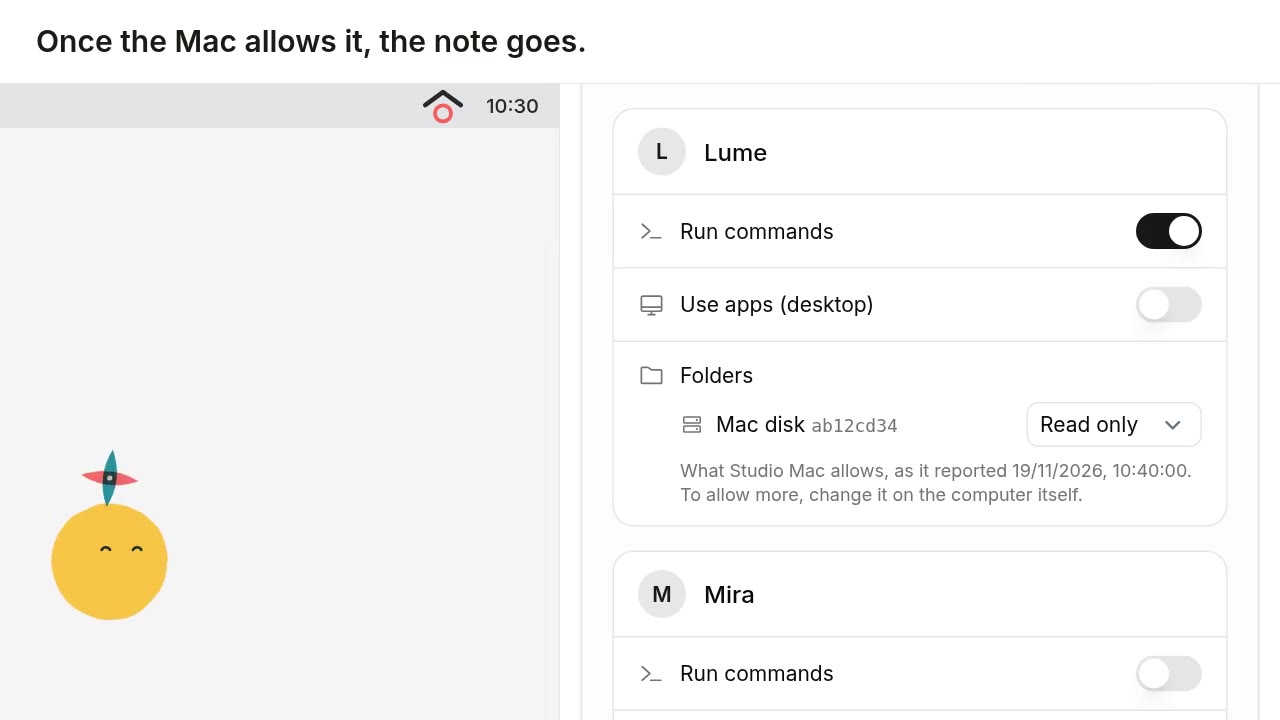 Once the Mac allows it, the note goes.
10:30
L Lume
Run commands
Use apps (desktop)
Folders
Mac disk ab12cd34 Read only
What Studio Mac allows, as it reported 19/11/2026, 10:40:00.
To allow more, change it on the computer itself.
M Mira
Run commands